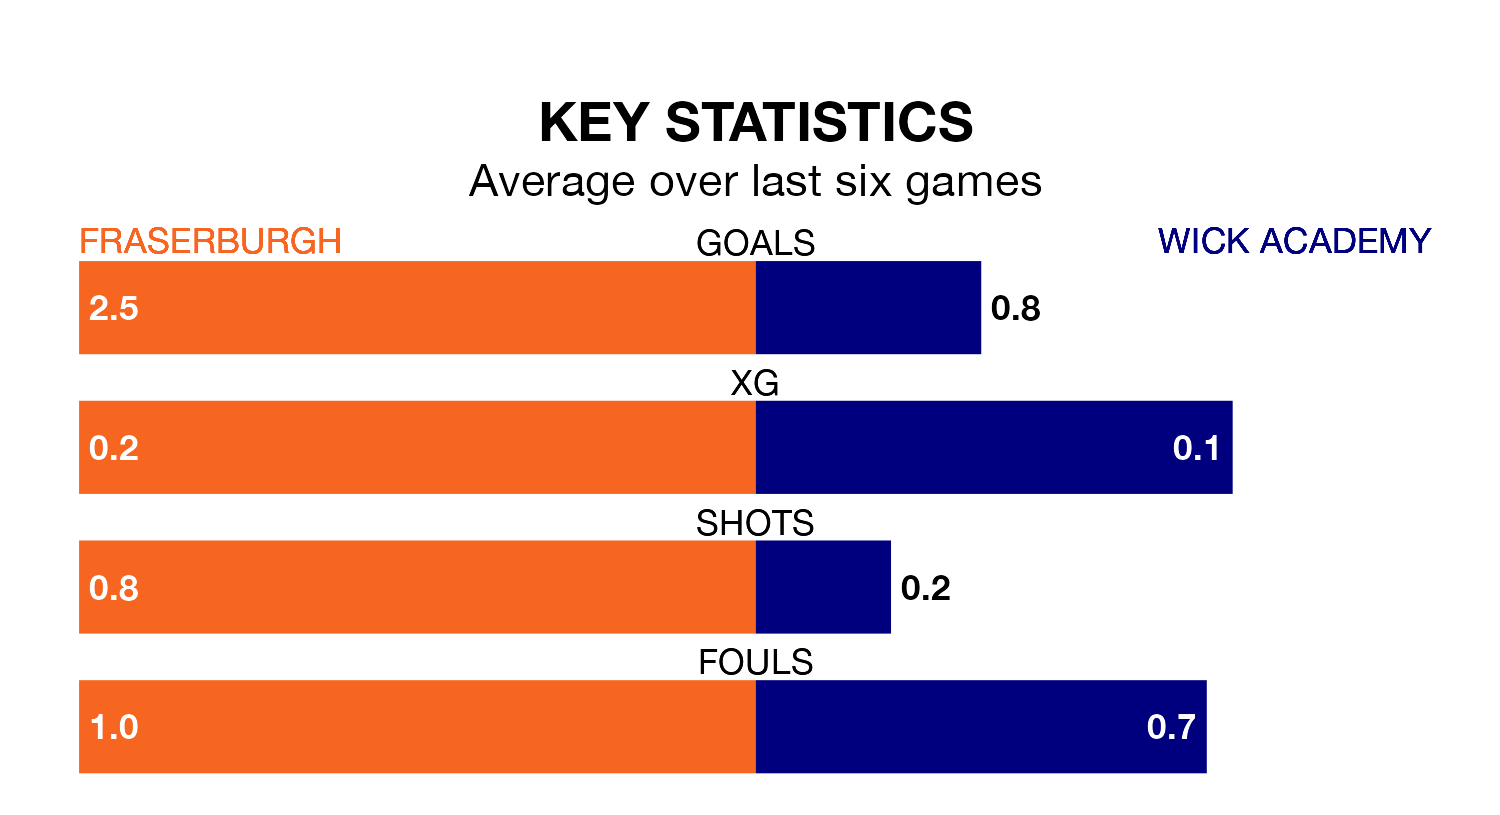 KEY STATISTICS
Average over last six games
FRASERBURGH GOALS WICK ACADEMY
2.5 0.8
XG
0.2 0.1
SHOTS
0.8 0.2
FOULS
1.0 0.7